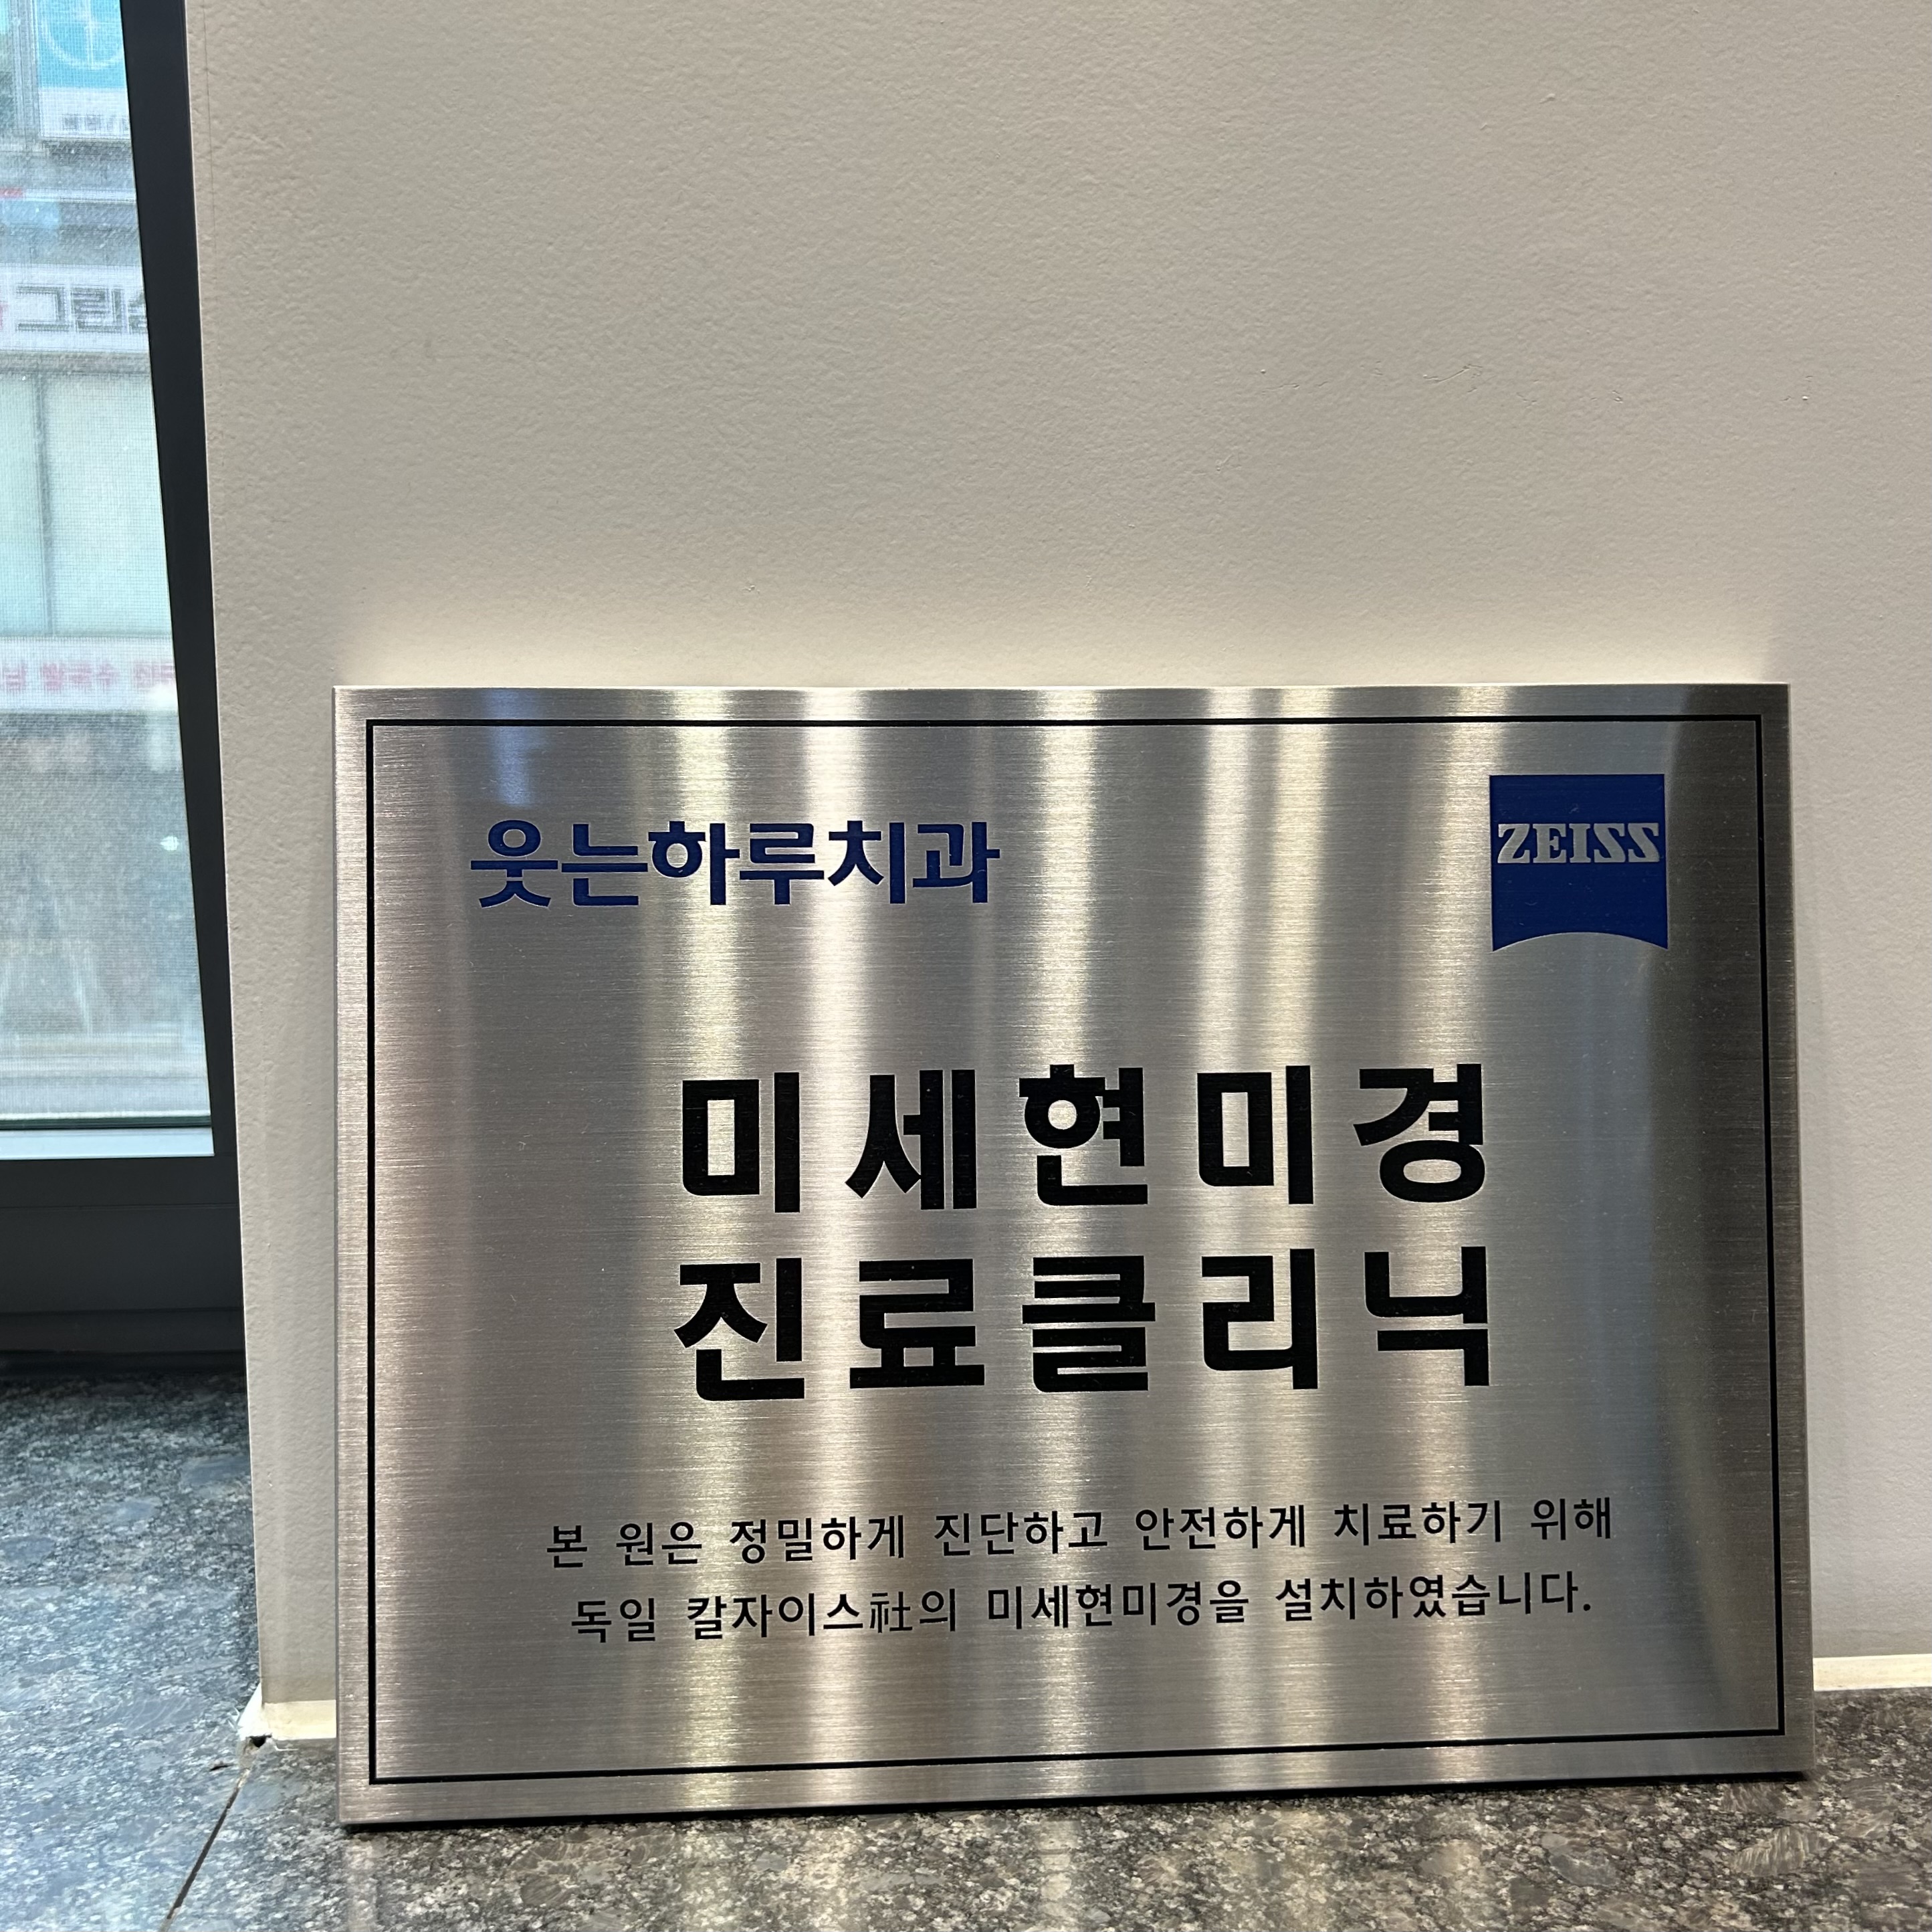 그린
웃는하루치과
ZEISS
미세현미경
진료클리닉
본 원은 정밀하게 진단하고 안전하게 치료하기 위해
독일 칼자이스社의 미세현미경을 설치하였습니다.